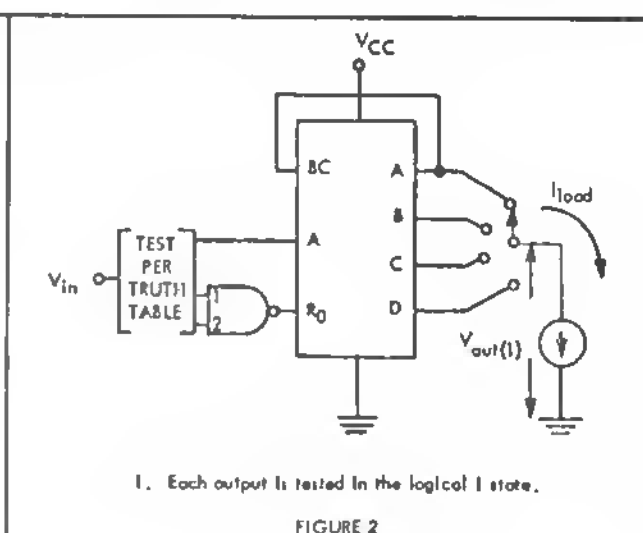 VCC
BC
A
Iload
B
TEST
PER
TRUTH
TABLE
A
Vin
C
1
2
R0
D
Vout(1)
1. Each output is tested in the logical 1 state.
FIGURE 2